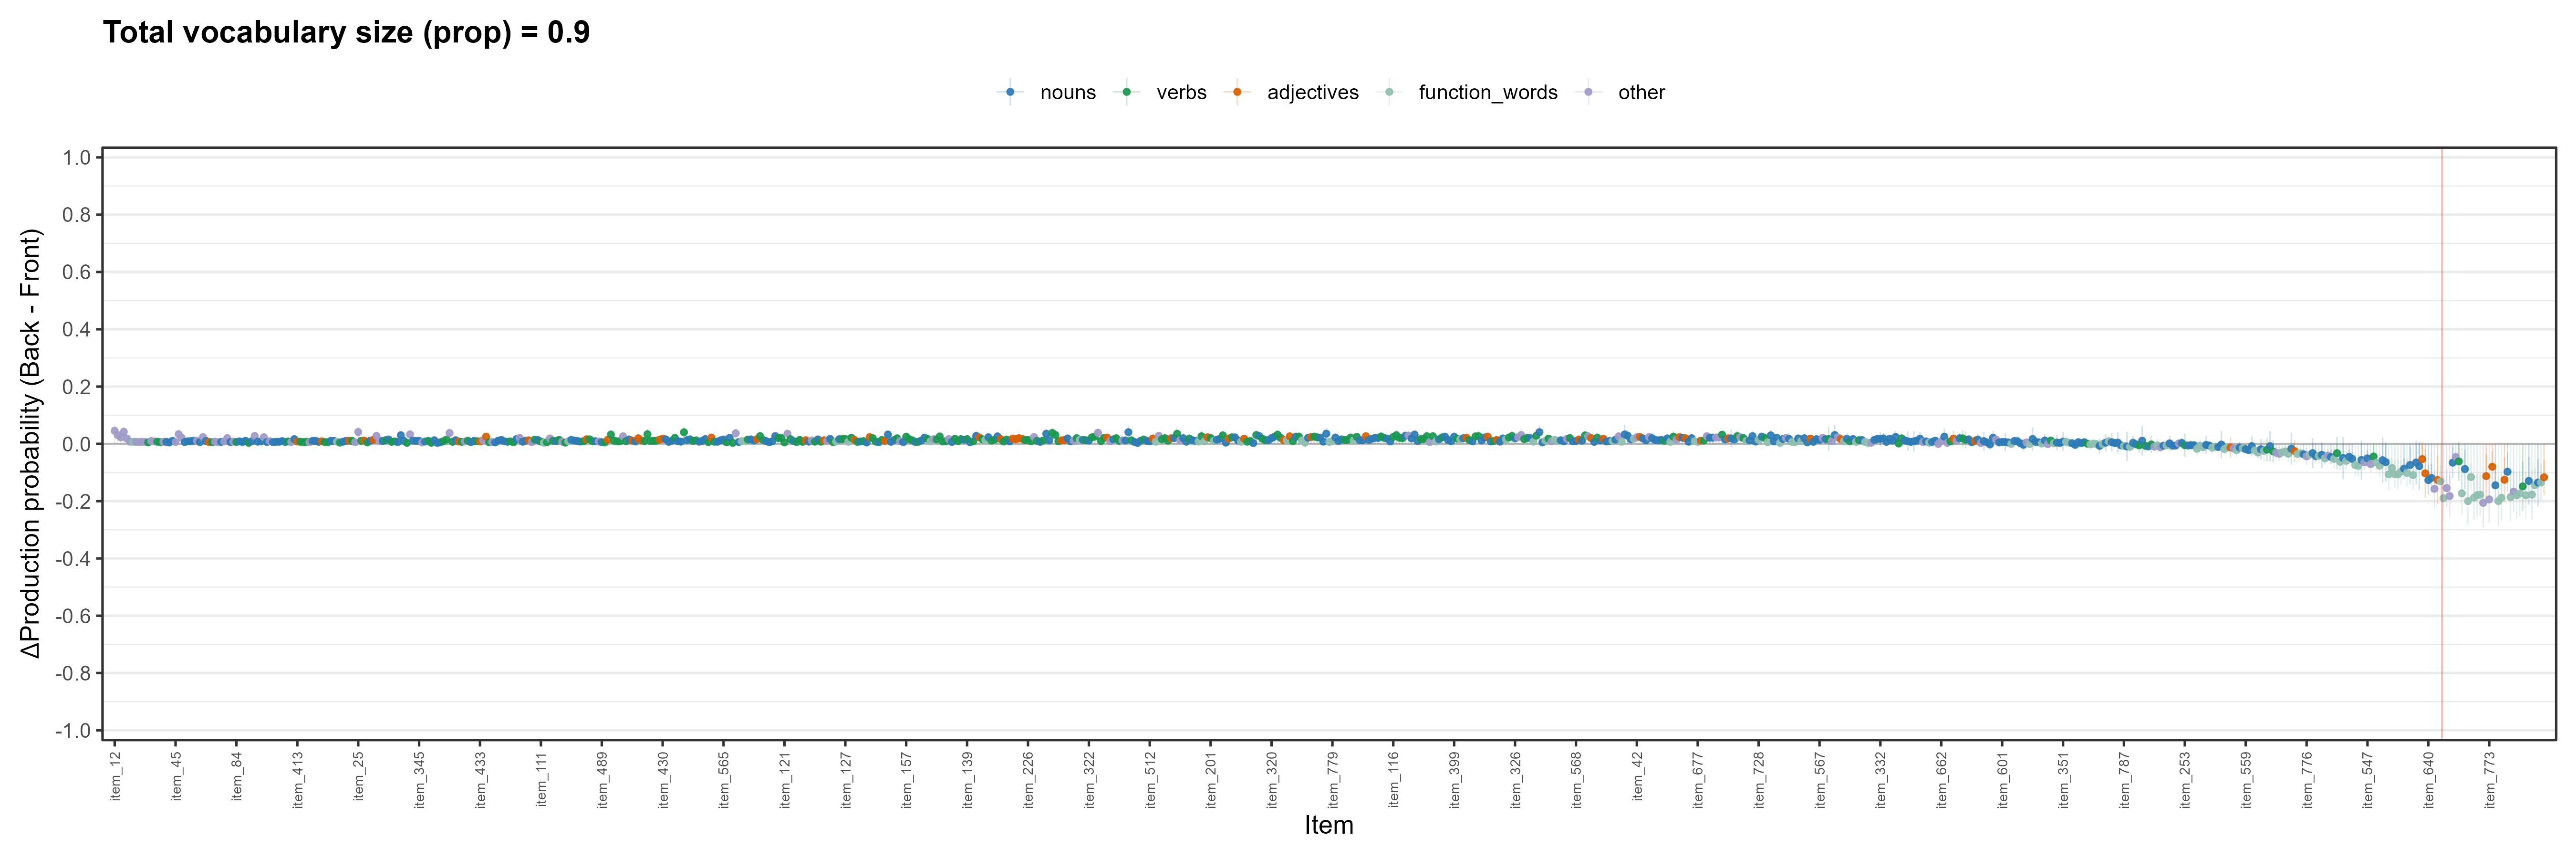 Total vocabulary size (prop) = 0.9
nouns verbs adjectives function_words other
ΔProduction probability (Back - Front)
1.0
0.8
0.6
0.4
0.2
0.0
-0.2
-0.4
-0.6
-0.8
-1.0
item_12 item_45 item_84 item_413 item_25 item_345 item_433 item_111 item_489 item_430 item_565 item_121 item_127 item_157 item_139 item_226 item_322 item_512 item_201 item_320 item_779 item_116 item_399 item_326 item_568 item_42 item_677 item_728 item_567 item_332 item_662 item_601 item_351 item_787 item_253 item_559 item_776 item_547 item_640 item_773
Item